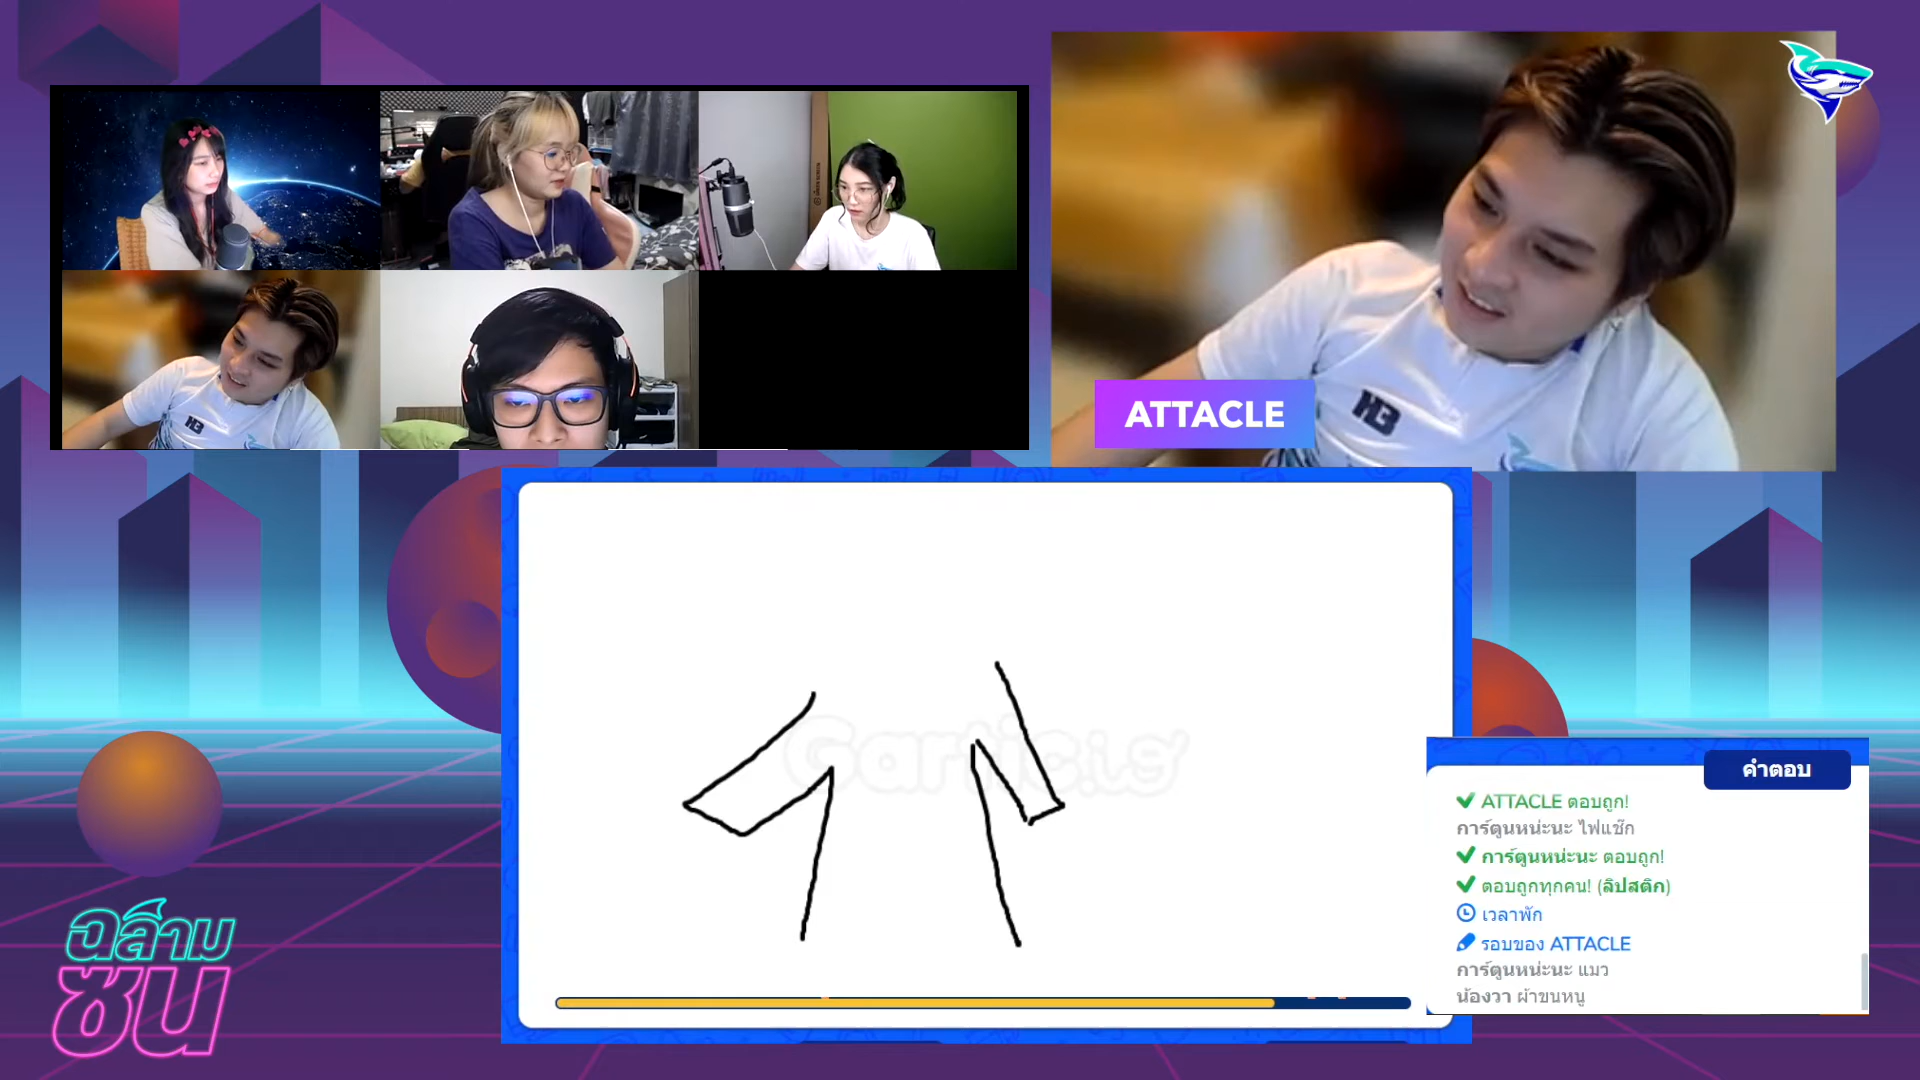 ATTACLE
Gartic.io
คำตอบ
ATTACLE ตอบถูก!
การ์ตูนหน่ะนะ ไฟแช๊ก
การ์ตูนหน่ะนะ ตอบถูก!
ตอบถูกทุกคน! (ลิปสติก)
เวลาพัก
รอบของ ATTACLE
การ์ตูนหน่ะนะ แมว
น้องวา ผ้าขนหนู
ฉลาม
ชน